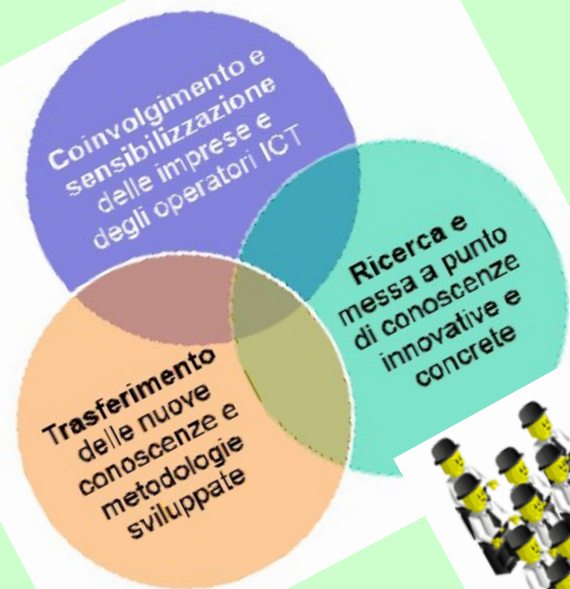 Coinvolgimento e
sensibilizzazione
delle imprese e
degli operatori ICT
Ricerca e
messa a punto
di conoscenze
innovative e
concrete
Trasferimento
delle nuove
conoscenze e
metodologie
sviluppate